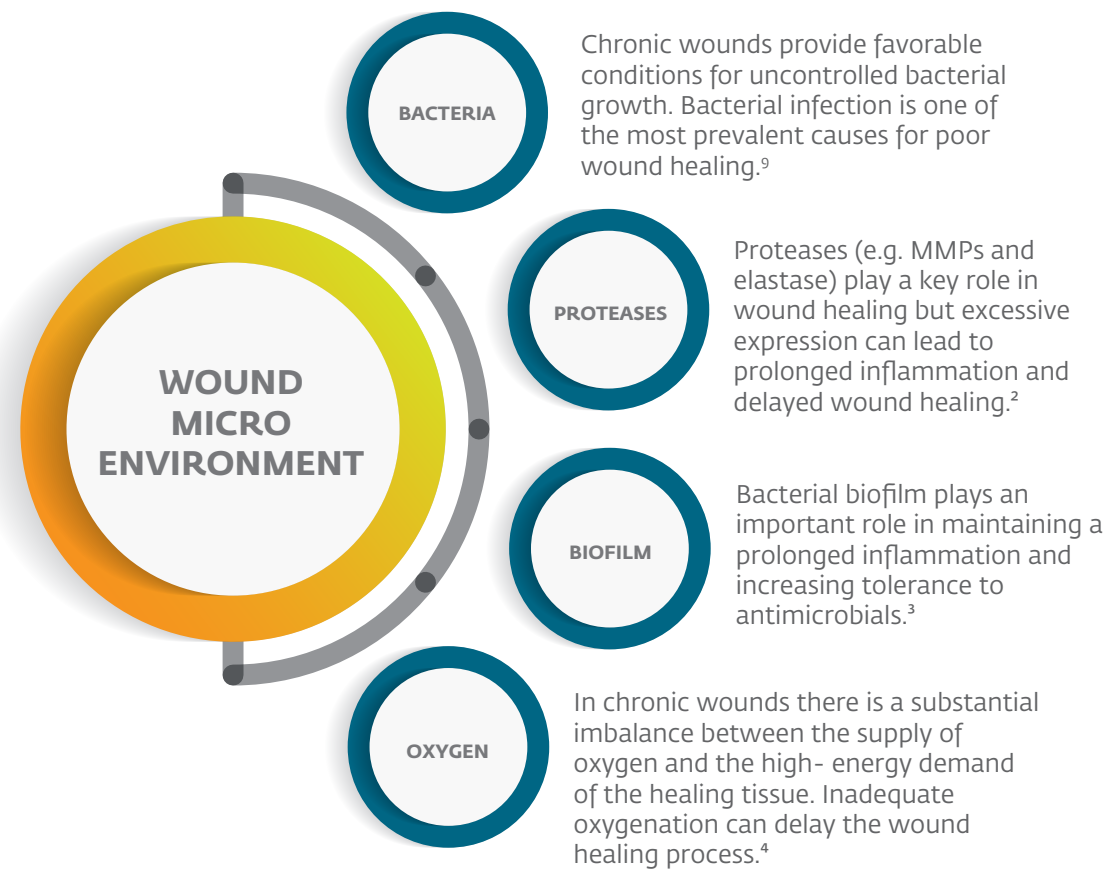 BACTERIA
Chronic wounds provide favorable
conditions for uncontrolled bacterial
growth. Bacterial infection is one of
the most prevalent causes for poor
wound healing.⁹
PROTEASES
Proteases (e.g. MMPs and
elastase) play a key role in
wound healing but excessive
expression can lead to
prolonged inflammation and
delayed wound healing.²
WOUND
MICRO
ENVIRONMENT
BIOFILM
Bacterial biofilm plays an
important role in maintaining a
prolonged inflammation and
increasing tolerance to
antimicrobials.³
OXYGEN
In chronic wounds there is a substantial
imbalance between the supply of
oxygen and the high- energy demand
of the healing tissue. Inadequate
oxygenation can delay the wound
healing process.⁴